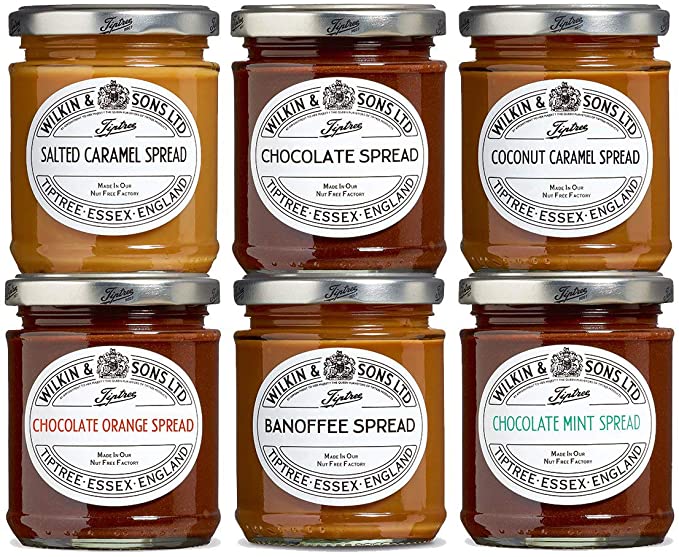 Tiptree
WILKIN & SONS LTD
Tiptree
SALTED CARAMEL SPREAD
MADE IN OUR
NUT FREE FACTORY
TIPTREE · ESSEX · ENGLAND
Tiptree
WILKIN & SONS LTD
Tiptree
CHOCOLATE SPREAD
MADE IN OUR
NUT FREE FACTORY
TIPTREE · ESSEX · ENGLAND
Tiptree
WILKIN & SONS LTD
Tiptree
COCONUT CARAMEL SPREAD
MADE IN OUR
NUT FREE FACTORY
TIPTREE · ESSEX · ENGLAND
Tiptree
WILKIN & SONS LTD
Tiptree
CHOCOLATE ORANGE SPREAD
MADE IN OUR
NUT FREE FACTORY
TIPTREE · ESSEX · ENGLAND
Tiptree
WILKIN & SONS LTD
Tiptree
BANOFFEE SPREAD
MADE IN OUR
NUT FREE FACTORY
TIPTREE · ESSEX · ENGLAND
Tiptree
WILKIN & SONS LTD
Tiptree
CHOCOLATE MINT SPREAD
MADE IN OUR
NUT FREE FACTORY
TIPTREE · ESSEX · ENGLAND